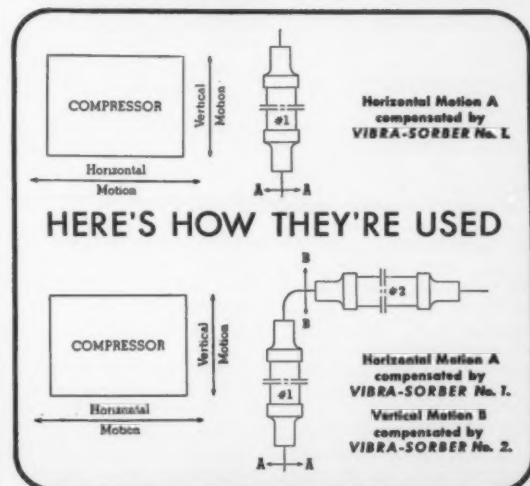 COMPRESSOR
Vertical
Motion
Horizontal
Motion
#1
A A
Horizontal Motion A
compensated by
VIBRA-SORBER No. 1.
HERE'S HOW THEY'RE USED
COMPRESSOR
Vertical
Motion
Horizontal
Motion
B
B
#2
#1
A A
Horizontal Motion A
compensated by
VIBRA-SORBER No. 1.
Vertical Motion B
compensated by
VIBRA-SORBER No. 2.